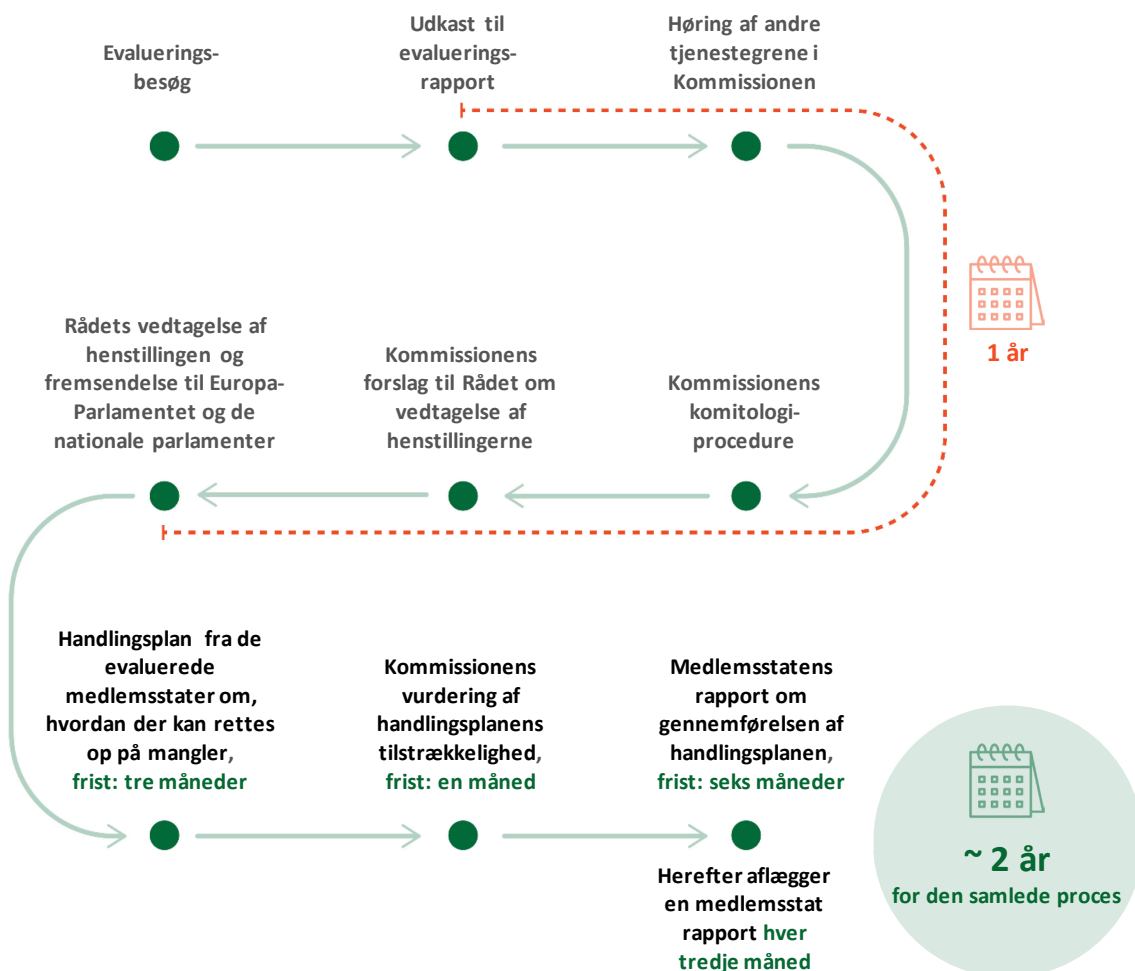 Evaluerings-
besøg
Udkast til
evaluerings-
rapport
Høring af andre
tjenestegrene i
Kommissionen
1 år
Rådets vedtagelse af
henstillingen og
fremsendelse til Europa-
Parlamentet og de
nationale parlamenter
Kommissionens
forslag til Rådet om
vedtagelse af
henstillingerne
Kommissionens
komitologi-
procedure
Handlingsplan fra de
evaluerede
medlemsstater om,
hvordan der kan rettes
op på mangler,
frist: tre måneder
Kommissionens
vurdering af
handlingsplanens
tilstrækkelighed,
frist: en måned
Medlemsstatens
rapport om
gennemførelsen af
handlingsplanen,
frist: seks måneder
Herefter aflægger
en medlemsstat
rapport hver
tredje måned
~ 2 år
for den samlede proces